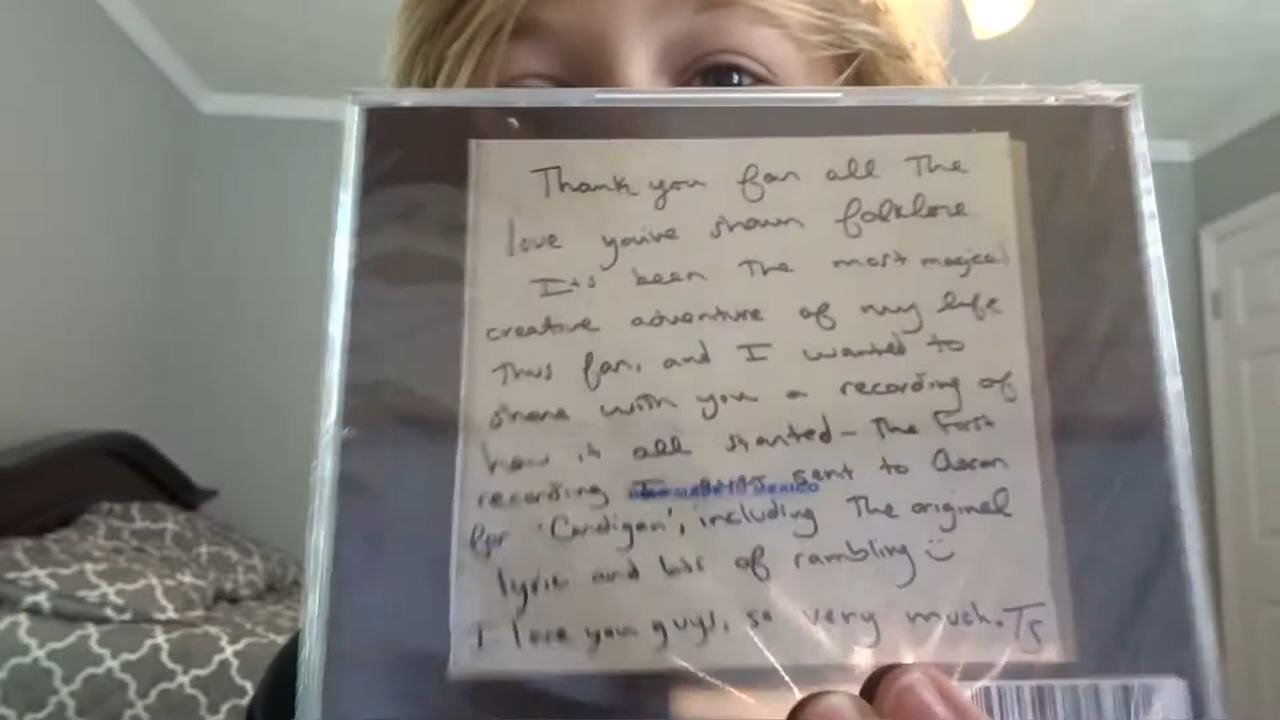 Thank you for all The
love you've shown folklore
It's been The most magical
creative adventure of my life
Thus far, and I wanted to
share with you a recording of
how it all started - The first
recording I ever sent to Aaron
for 'Cardigan', including The original
lyric and lots of rambling :)
I love you guys, so very much. TS